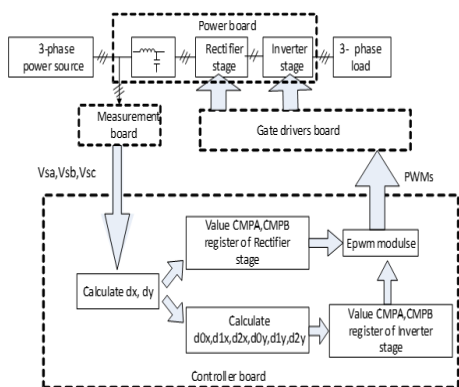 Power board
3-phase
power source
Rectifier
stage
Inverter
stage
3- phase
load
Measurement
board
Gate drivers board
Vsa,Vsb,Vsc
PWMs
Value CMPA,CMPB
register of Rectifier
stage
Epwm modulse
Calculate dx, dy
Calculate
d0x,d1x,d2x,d0y,d1y,d2y
Value CMPA,CMPB
register of Inverter
stage
Controller board